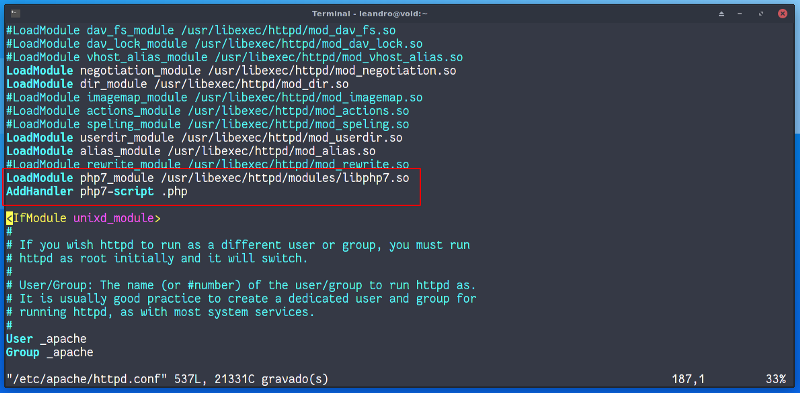 Terminal - leandro@void:~
#LoadModule dav_fs_module /usr/libexec/httpd/mod_dav_fs.so
#LoadModule dav_lock_module /usr/libexec/httpd/mod_dav_lock.so
#LoadModule vhost_alias_module /usr/libexec/httpd/mod_vhost_alias.so
LoadModule negotiation_module /usr/libexec/httpd/mod_negotiation.so
LoadModule dir_module /usr/libexec/httpd/mod_dir.so
#LoadModule imagemap_module /usr/libexec/httpd/mod_imagemap.so
#LoadModule actions_module /usr/libexec/httpd/mod_actions.so
#LoadModule speling_module /usr/libexec/httpd/mod_speling.so
LoadModule userdir_module /usr/libexec/httpd/mod_userdir.so
LoadModule alias_module /usr/libexec/httpd/mod_alias.so
#LoadModule rewrite_module /usr/libexec/httpd/mod_rewrite.so
LoadModule php7_module /usr/libexec/httpd/modules/libphp7.so
AddHandler php7-script .php
<IfModule unixd_module>
#
# If you wish httpd to run as a different user or group, you must run
# httpd as root initially and it will switch.
#
# User/Group: The name (or #number) of the user/group to run httpd as.
# It is usually good practice to create a dedicated user and group for
# running httpd, as with most system services.
#
User _apache
Group _apache
"/etc/apache/httpd.conf" 537L, 21331C gravado(s) 187,1 33%